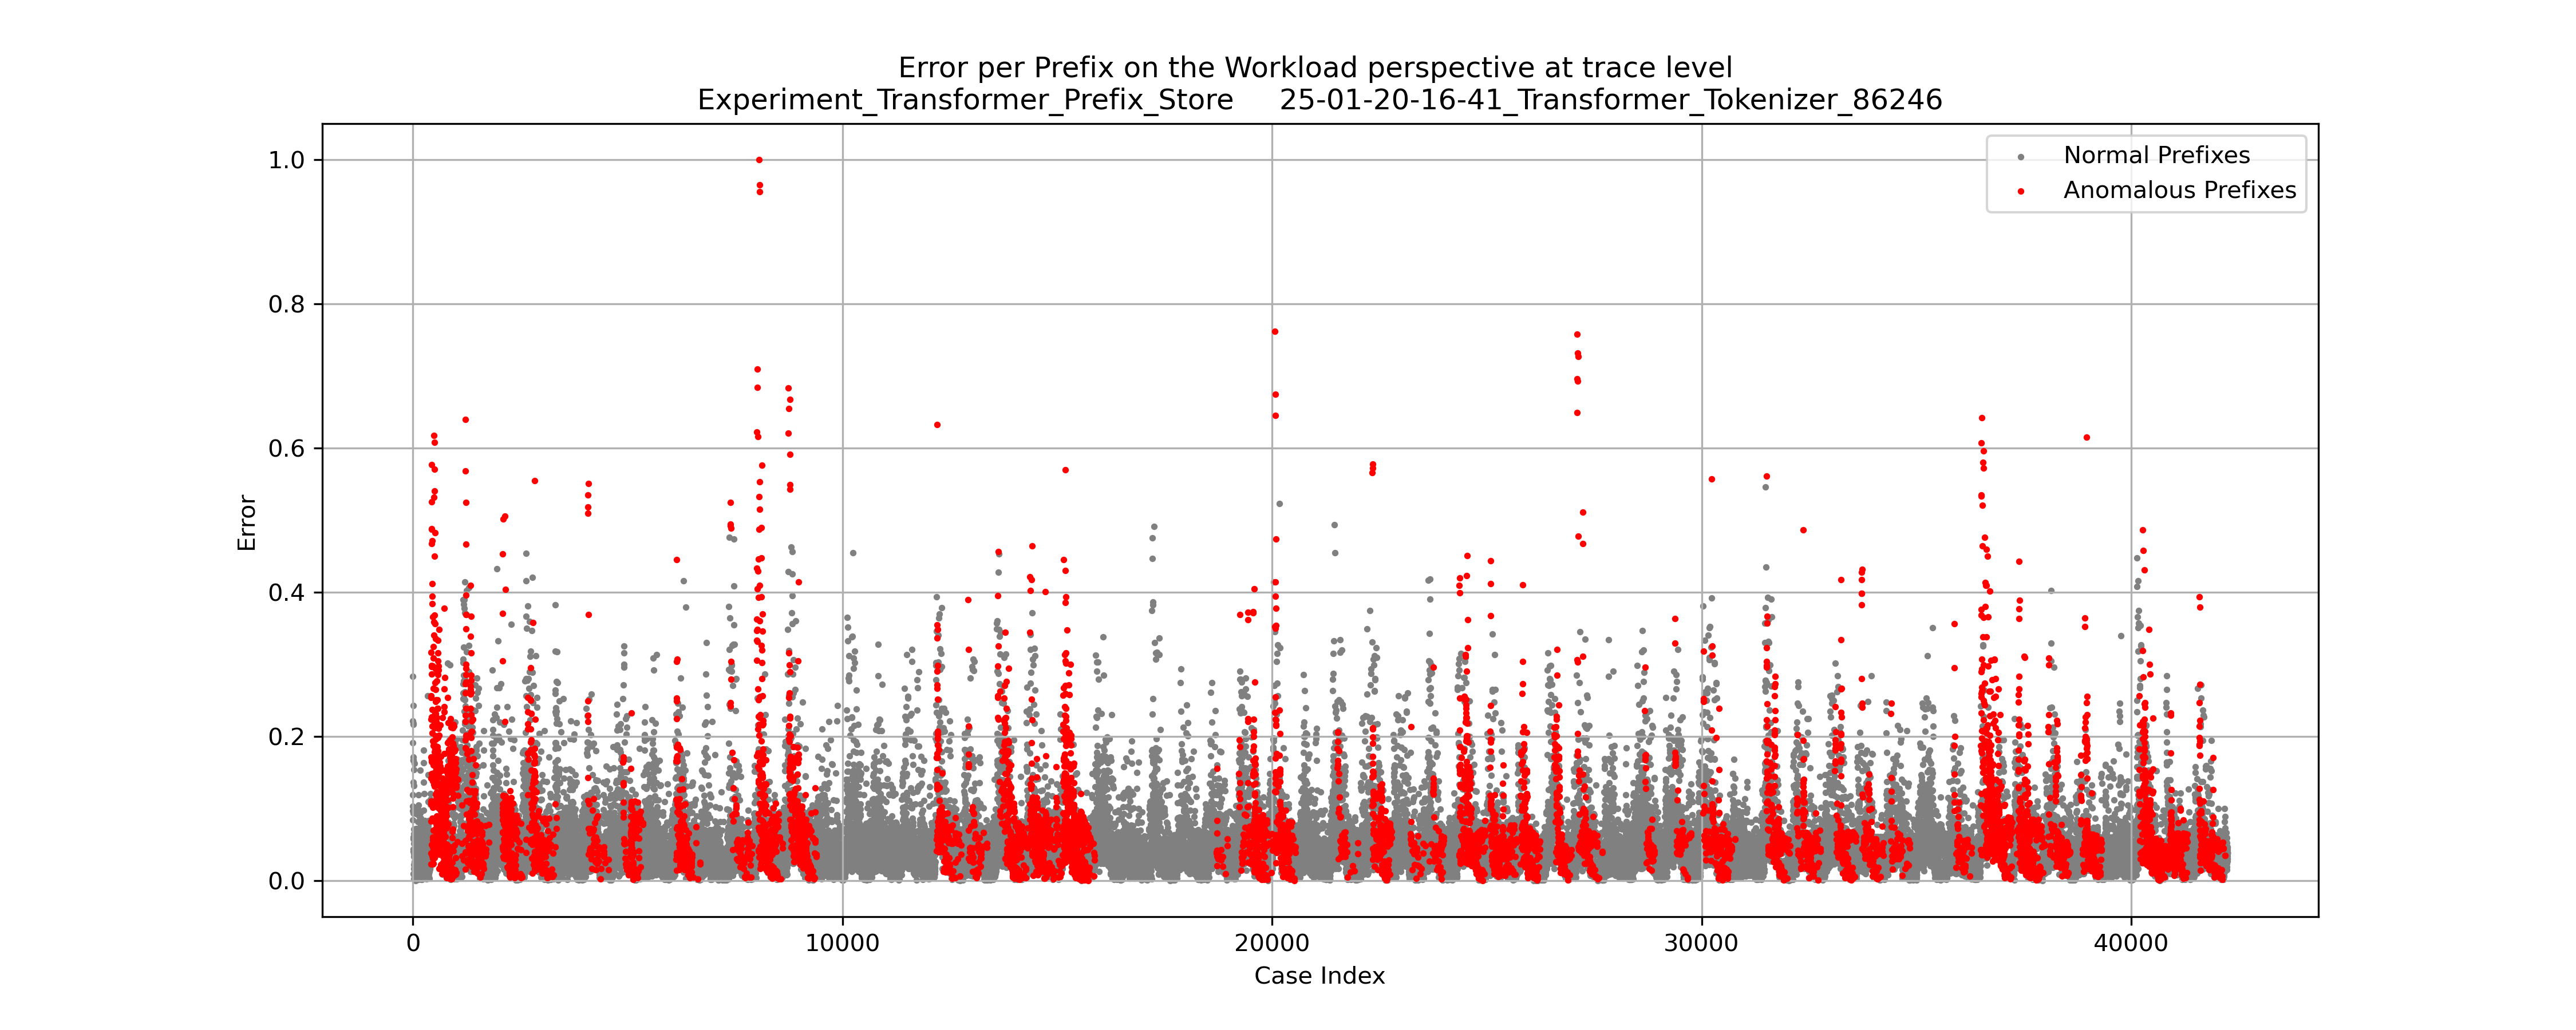 Error per Prefix on the Workload perspective at trace level
Experiment_Transformer_Prefix_Store 25-01-20-16-41_Transformer_Tokenizer_86246
Normal Prefixes
Anomalous Prefixes
1.0
0.8
0.6
0.4
0.2
0.0
Error
0 10000 20000 30000 40000
Case Index